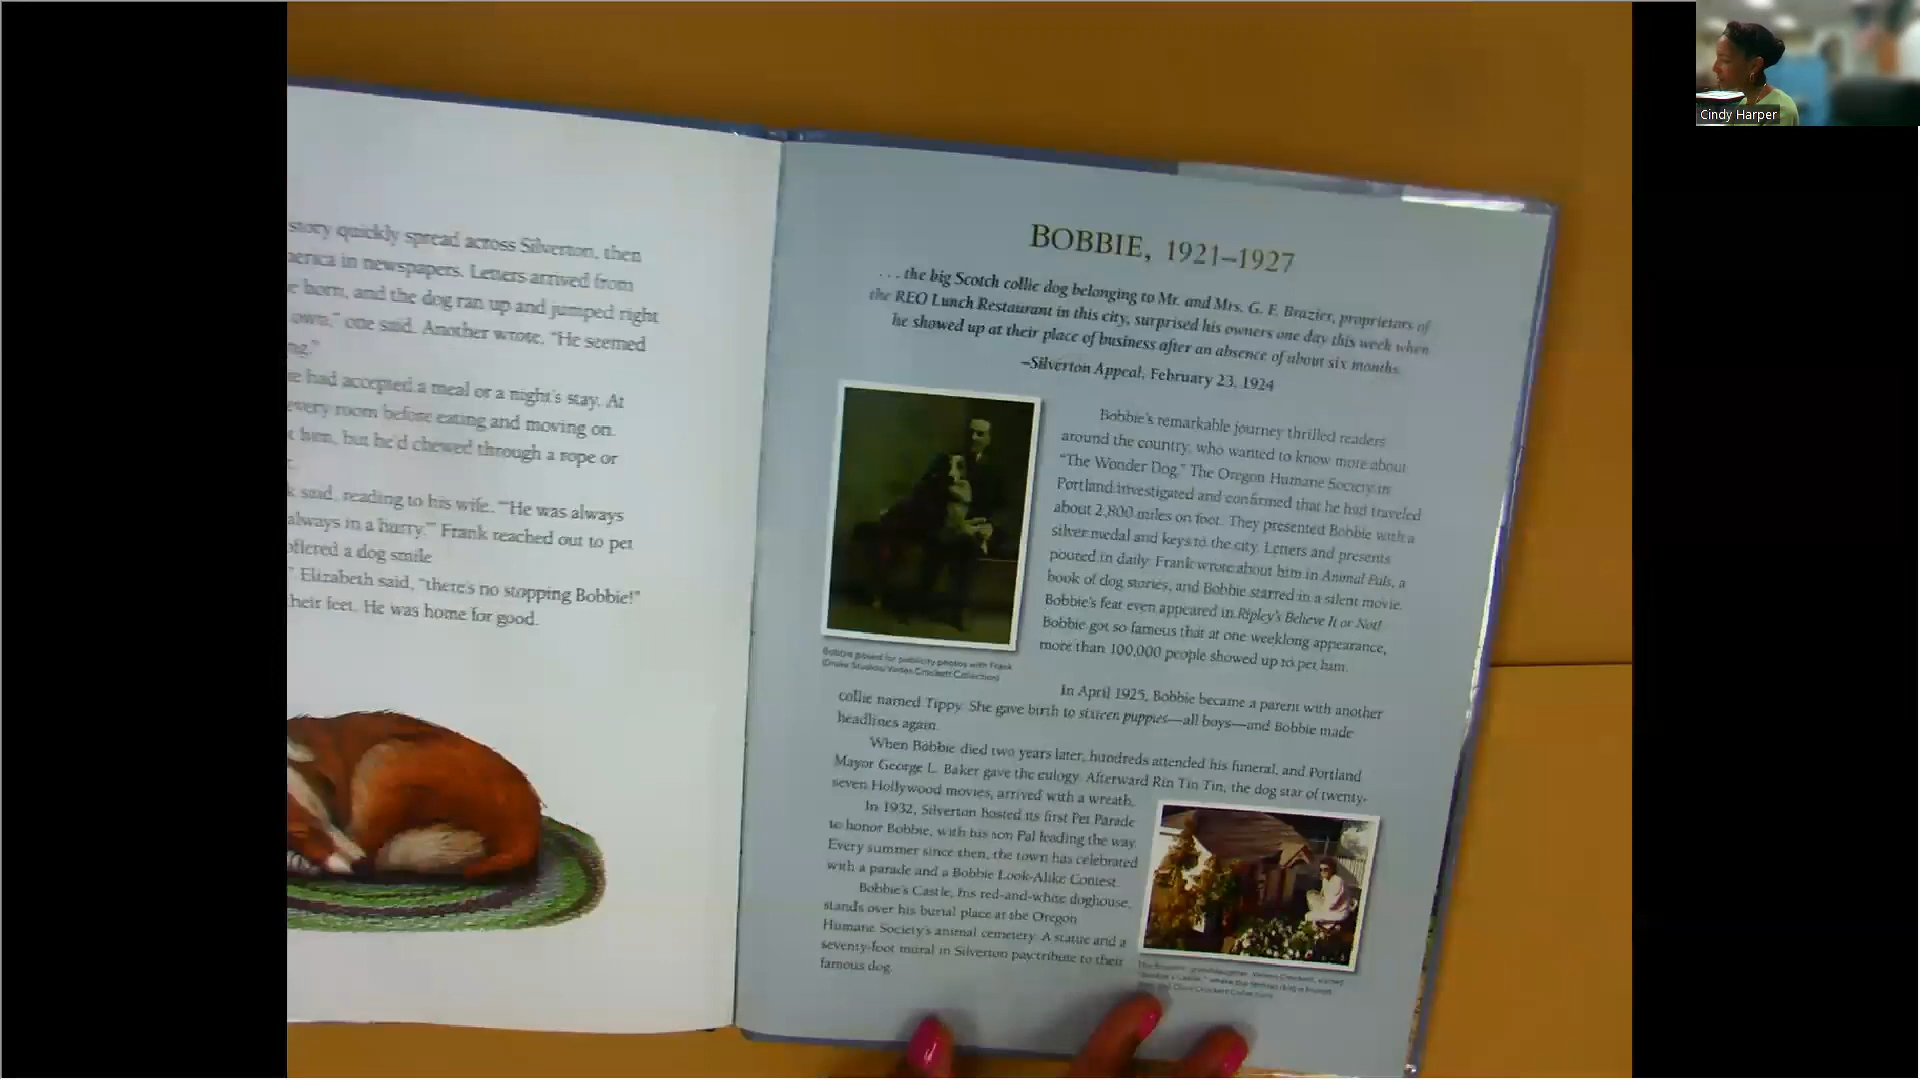 story quickly spread across Silverton, then
in newspapers. Letters arrived from
horn, and the dog ran up and jumped right
own," one said. Another wrote, "He seemed
had accepted a meal or a night's stay. At
every room before eating and moving on.
him, but he'd chewed through a rope or
said, reading to his wife. "'He was always
always in a hurry.'" Frank reached out to pet
offered a dog smile
Elizabeth said, "there's no stopping Bobbie!"
their feet. He was home for good.
BOBBIE, 1921–1927
. . . the big Scotch collie dog belonging to Mr. and Mrs. G. F. Brazier, proprietors of
the REO Lunch Restaurant in this city, surprised his owners one day this week when
he showed up at their place of business after an absence of about six months.
–Silverton Appeal, February 23, 1924
Bobbie's remarkable journey thrilled readers
around the country, who wanted to know more about
"The Wonder Dog." The Oregon Humane Society in
Portland investigated and confirmed that he had traveled
about 2,800 miles on foot. They presented Bobbie with a
silver medal and keys to the city. Letters and presents
poured in daily. Frank wrote about him in Animal Pals, a
book of dog stories, and Bobbie starred in a silent movie.
Bobbie's feat even appeared in Ripley's Believe It or Not!
Bobbie got so famous that at one weeklong appearance,
more than 100,000 people showed up to pet him.
Bobbie posed for publicity photos with Frank
(Drake Studios/Vorien Crockett Collection)
In April 1925, Bobbie became a parent with another
collie named Tippy. She gave birth to sixteen puppies—all boys—and Bobbie made
headlines again.
When Bobbie died two years later, hundreds attended his funeral, and Portland
Mayor George L. Baker gave the eulogy. Afterward Rin Tin Tin, the dog star of twenty-
seven Hollywood movies, arrived with a wreath.
In 1932, Silverton hosted its first Pet Parade
to honor Bobbie, with his son Pal leading the way.
Every summer since then, the town has celebrated
with a parade and a Bobbie Look-Alike Contest.
Bobbie's Castle, his red-and-white doghouse,
stands over his burial place at the Oregon
Humane Society's animal cemetery. A statue and a
seventy-foot mural in Silverton pay tribute to their
famous dog.
Cindy Harper